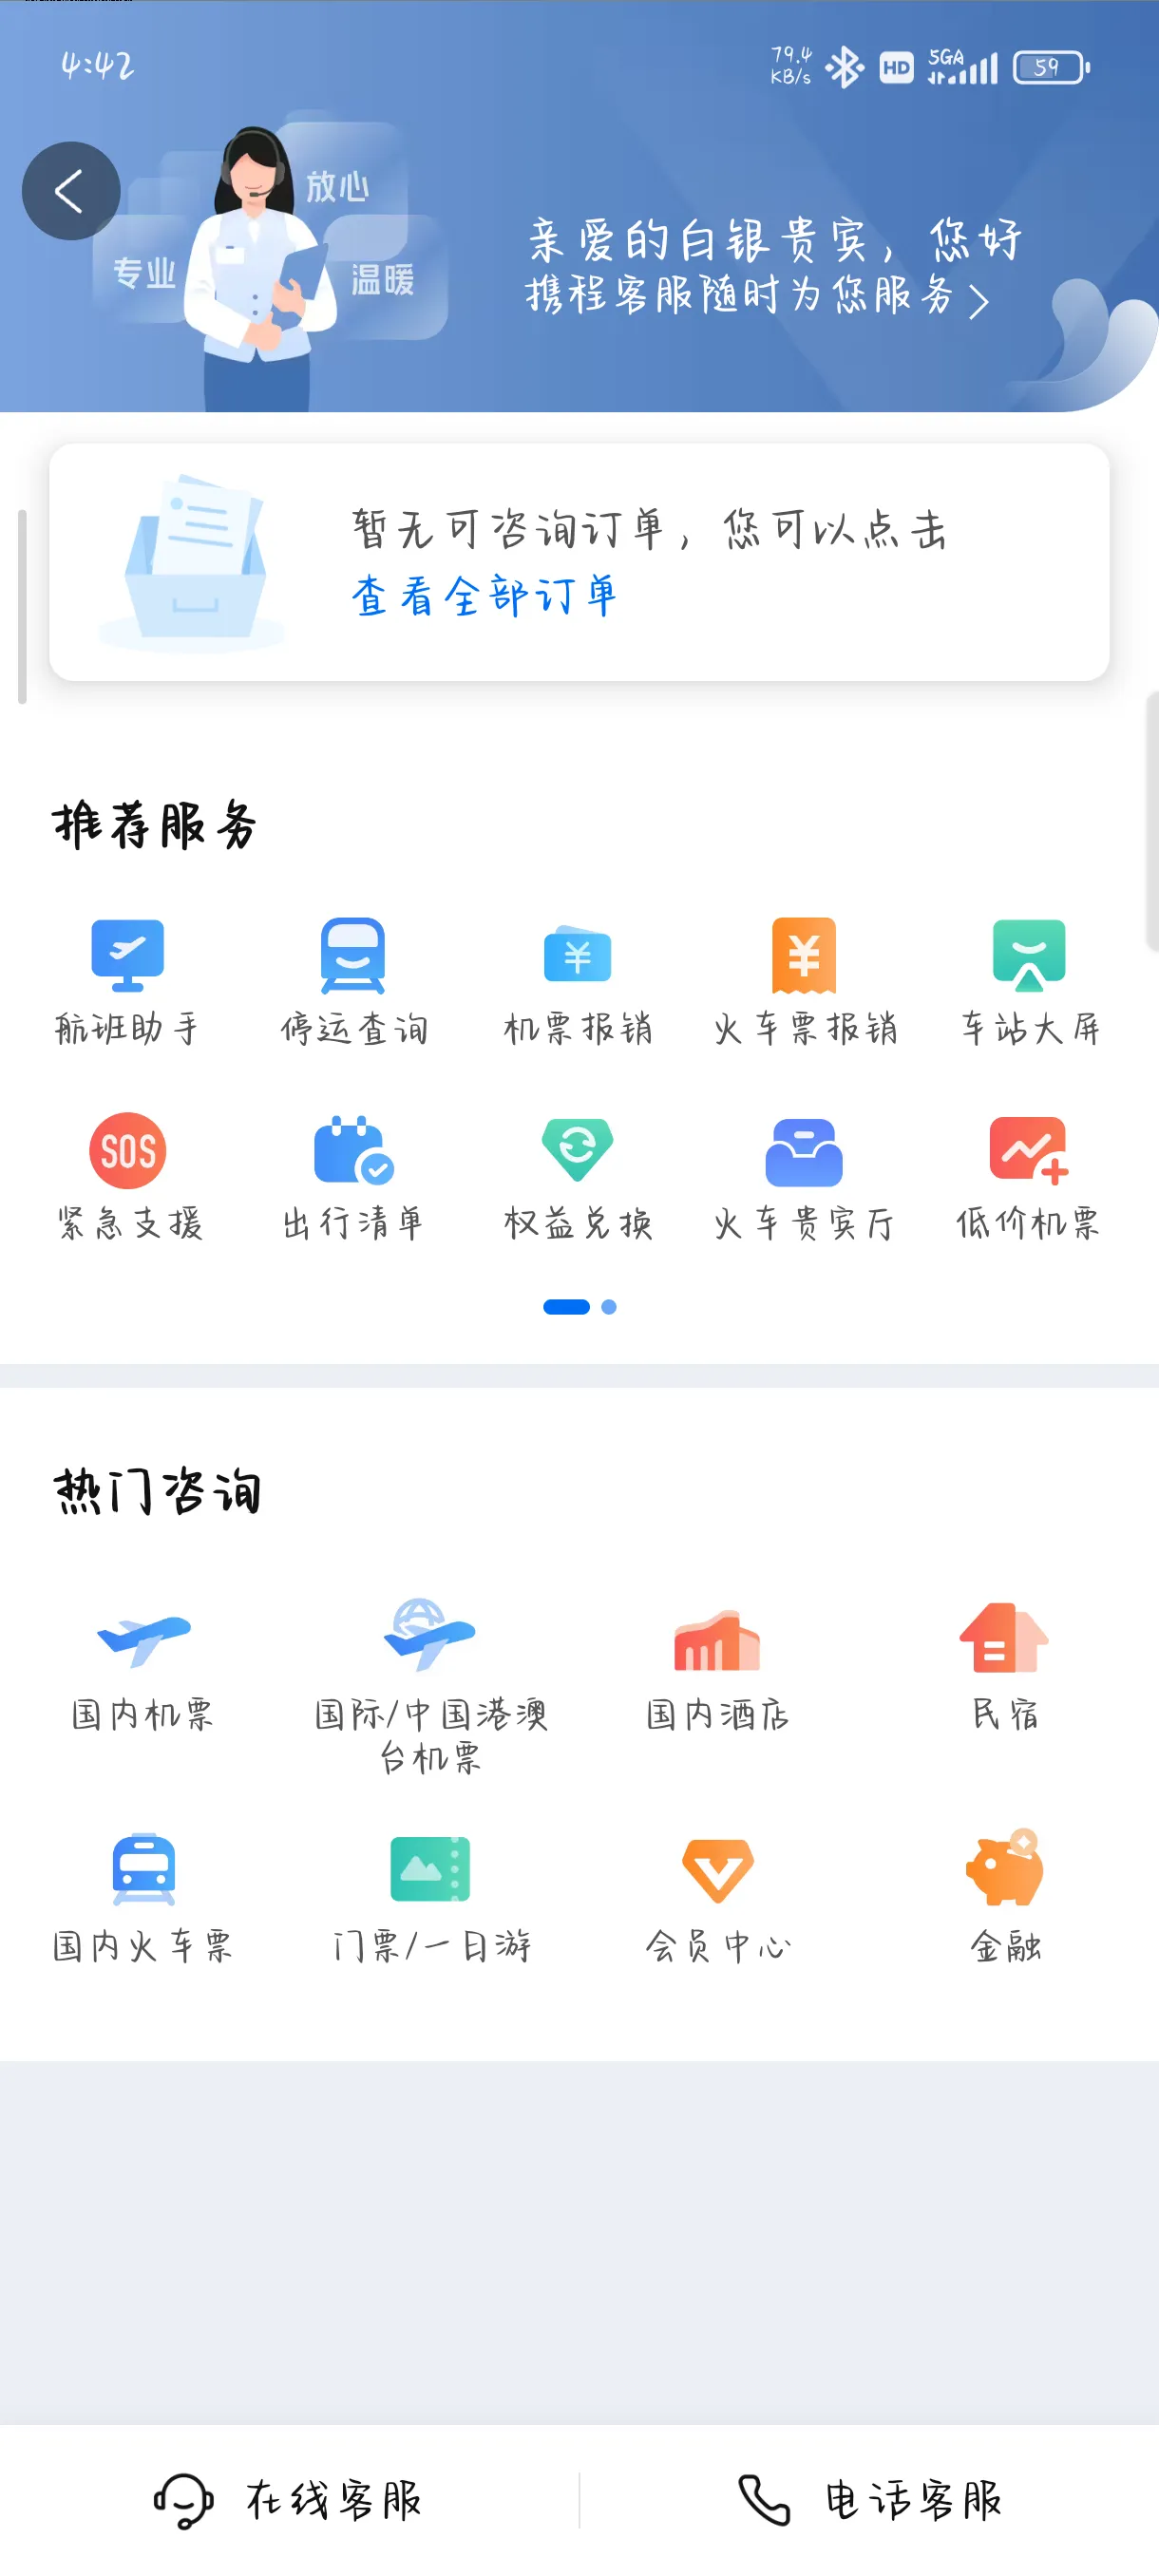 4:42
79.4
KB/s
HD
5GA
59
放心
专业
温暖
亲爱的白银贵宾，您好
携程客服随时为您服务
暂无可咨询订单，您可以点击
查看全部订单
推荐服务
航班助手 停运查询 机票报销 火车票报销 车站大屏
SOS
紧急支援 出行清单 权益兑换 火车贵宾厅 低价机票
热门咨询
国内机票 国际/中国港澳 国内酒店 民宿
台机票
国内火车票 门票/一日游 会员中心 金融
在线客服 电话客服